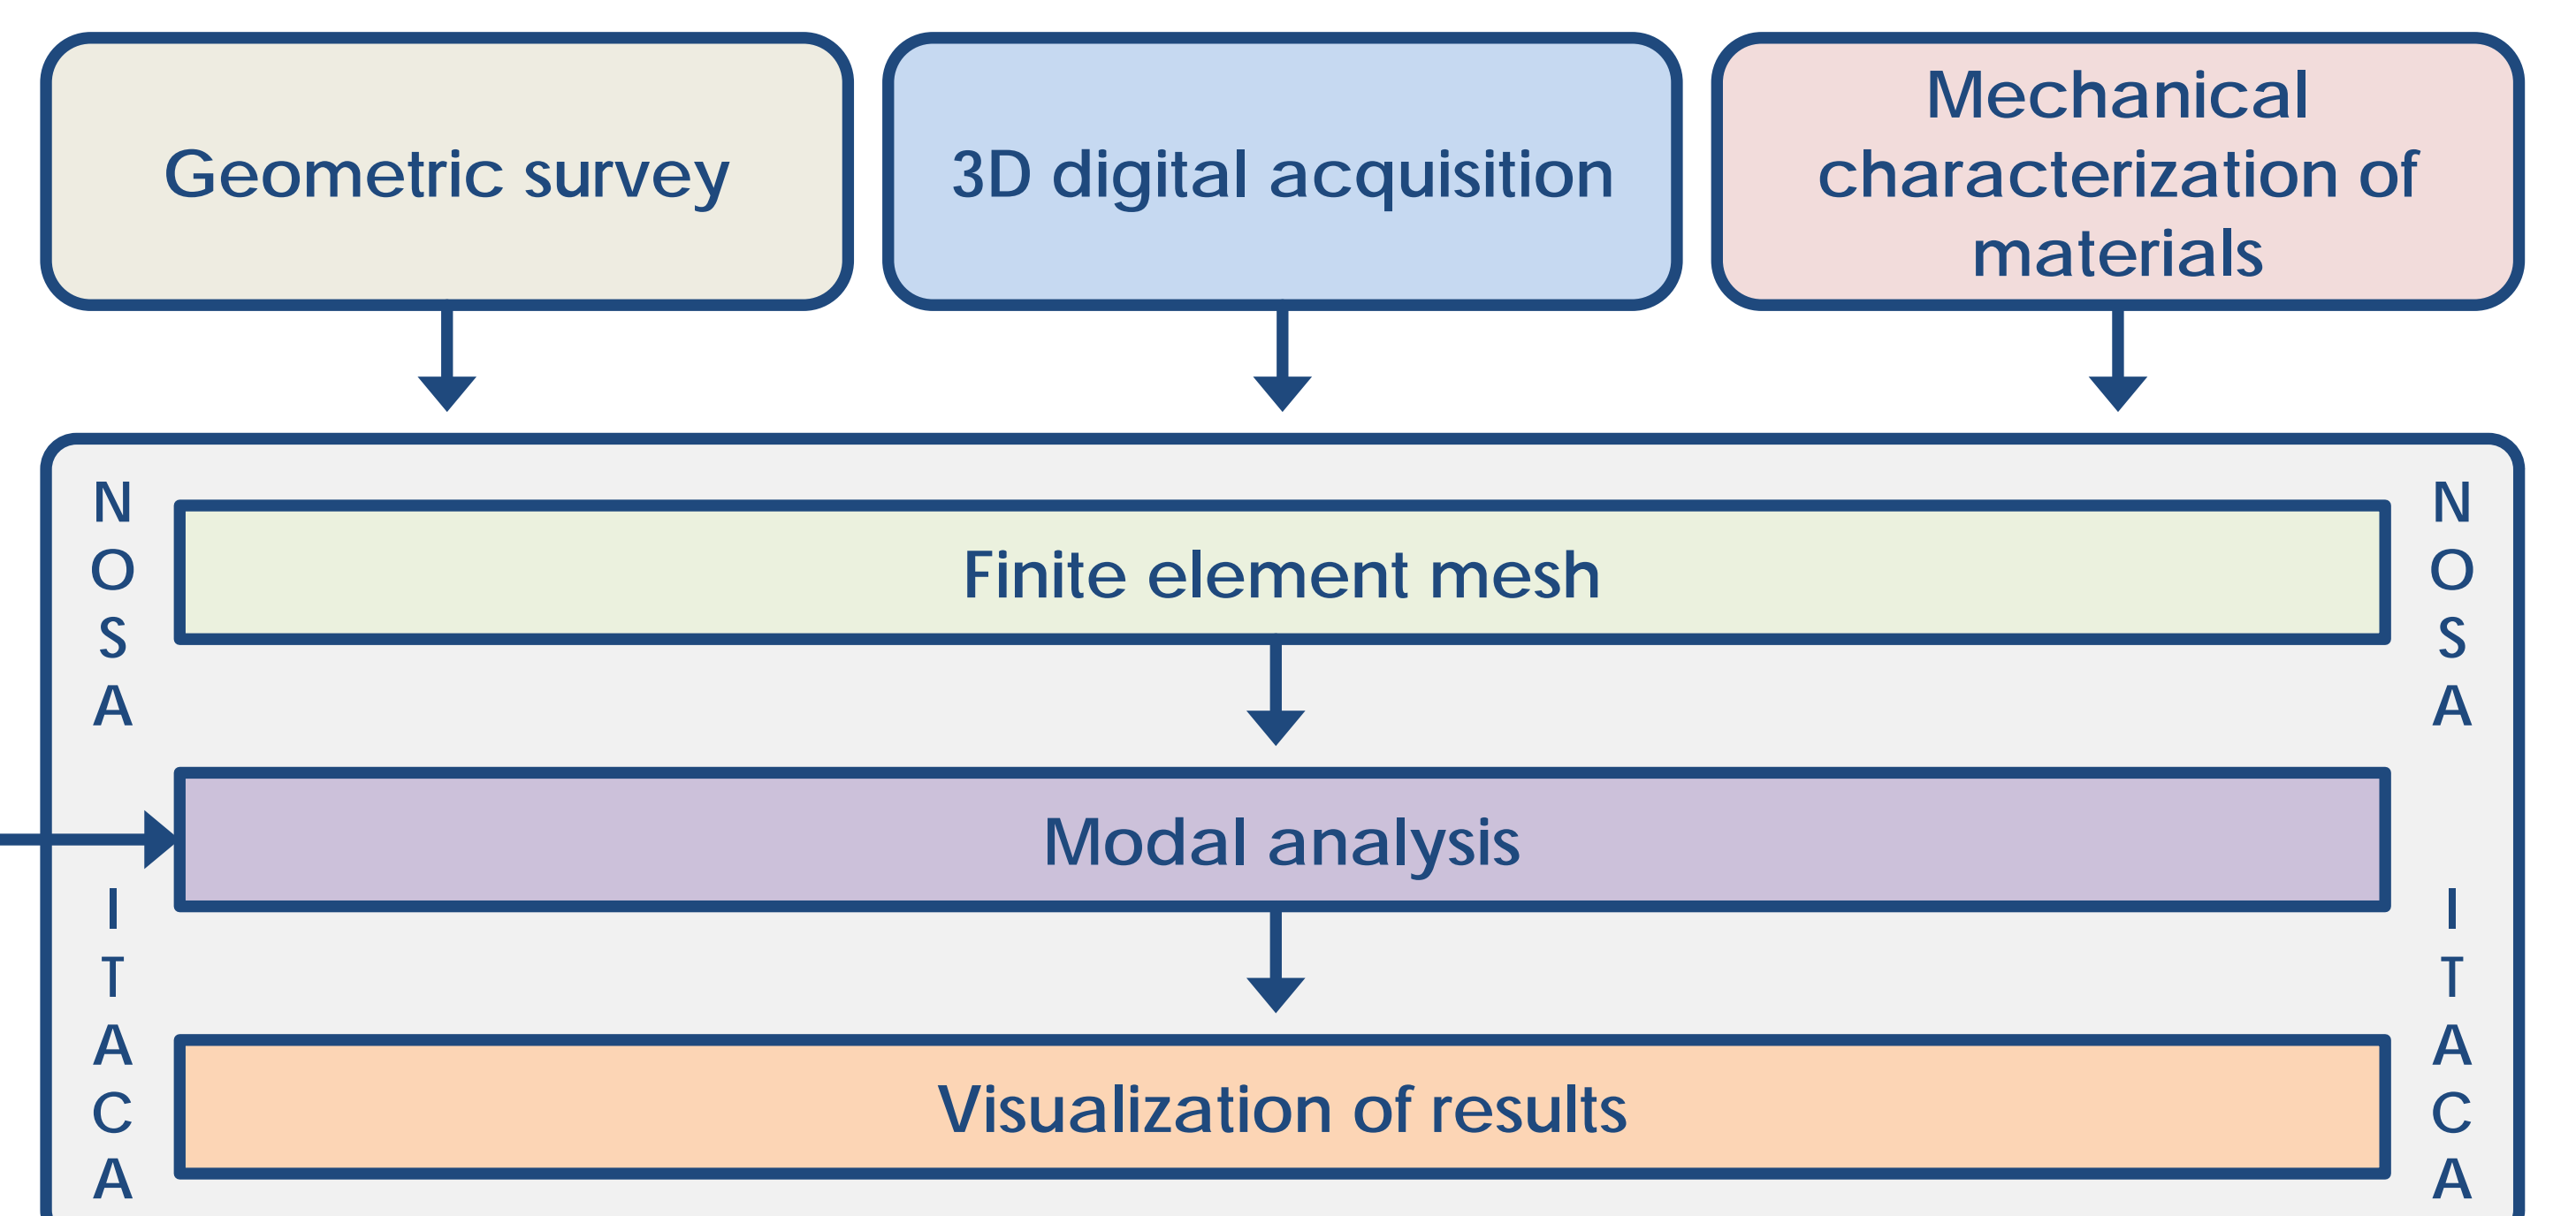 Geometric survey
3D digital acquisition
Mechanical
characterization of
materials
N
O
S
A
I
T
A
C
A
Finite element mesh
Modal analysis
Visualization of results
N
O
S
A
I
T
A
C
A